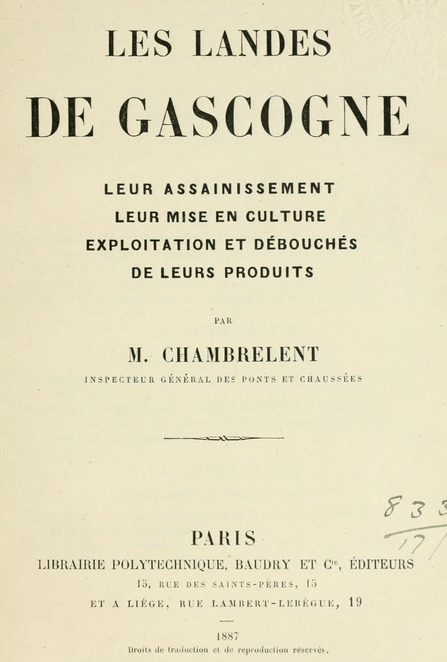 LES LANDES
DE GASCOGNE
LEUR ASSAINISSEMENT
LEUR MISE EN CULTURE
EXPLOITATION ET DÉBOUCHÉS
DE LEURS PRODUITS
PAR
M. CHAMBRELENT
INSPECTEUR GÉNÉRAL DES PONTS ET CHAUSSÉES
833
17/
PARIS
LIBRAIRIE POLYTECHNIQUE, BAUDRY ET Cie, ÉDITEURS
15, RUE DES SAINTS-PÈRES, 15
ET A LIÉGE, RUE LAMBERT-LEBÈGUE, 19
1887
Droits de traduction et de reproduction réservés.